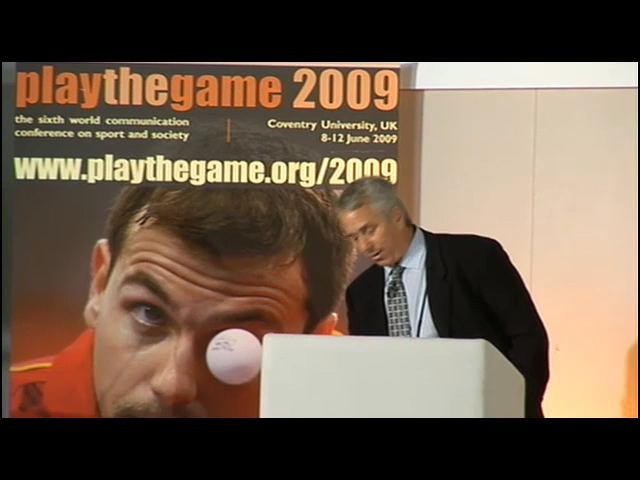 playthegame 2009
the sixth world communication
conference on sport and society
Coventry University, UK
8-12 June 2009
www.playthegame.org/2009